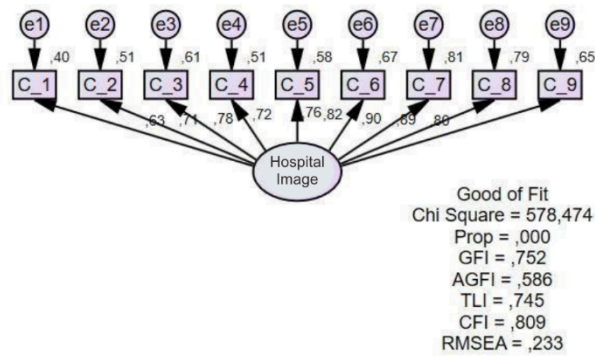 e1 e2 e3 e4 e5 e6 e7 e8 e9
,40 ,51 ,61 ,51 ,58 ,67 ,81 ,79 ,65
C_1 C_2 C_3 C_4 C_5 C_6 C_7 C_8 C_9
,63 ,71 ,78 ,72 ,76 ,82 ,90 ,89
Hospital
Image
Good of Fit
Chi Square = 578,474
Prop = ,000
GFI = ,752
AGFI = ,586
TLI = ,745
CFI = ,809
RMSEA = ,233